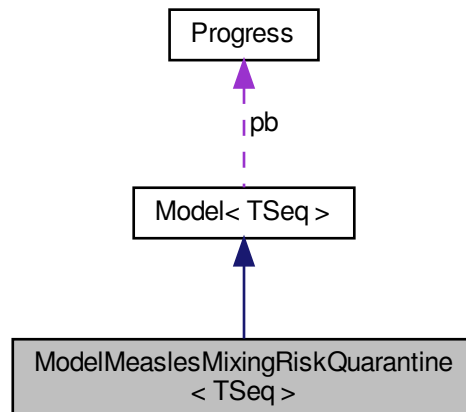 Progress
pb
Model< TSeq >
ModelMeaslesMixingRiskQuarantine
< TSeq >